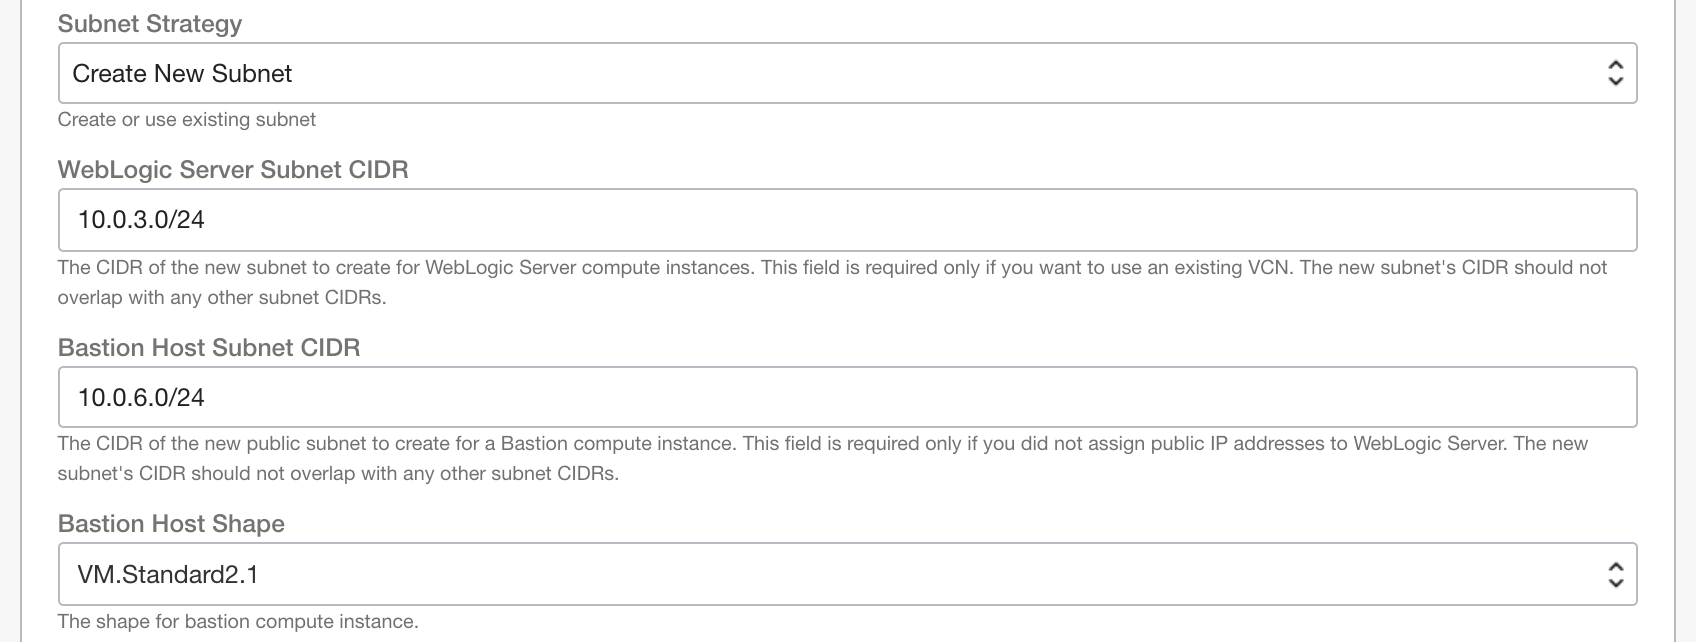 Subnet Strategy
Create New Subnet
Create or use existing subnet
WebLogic Server Subnet CIDR
10.0.3.0/24
The CIDR of the new subnet to create for WebLogic Server compute instances. This field is required only if you want to use an existing VCN. The new subnet's CIDR should not
overlap with any other subnet CIDRs.
Bastion Host Subnet CIDR
10.0.6.0/24
The CIDR of the new public subnet to create for a Bastion compute instance. This field is required only if you did not assign public IP addresses to WebLogic Server. The new
subnet's CIDR should not overlap with any other subnet CIDRs.
Bastion Host Shape
VM.Standard2.1
The shape for bastion compute instance.